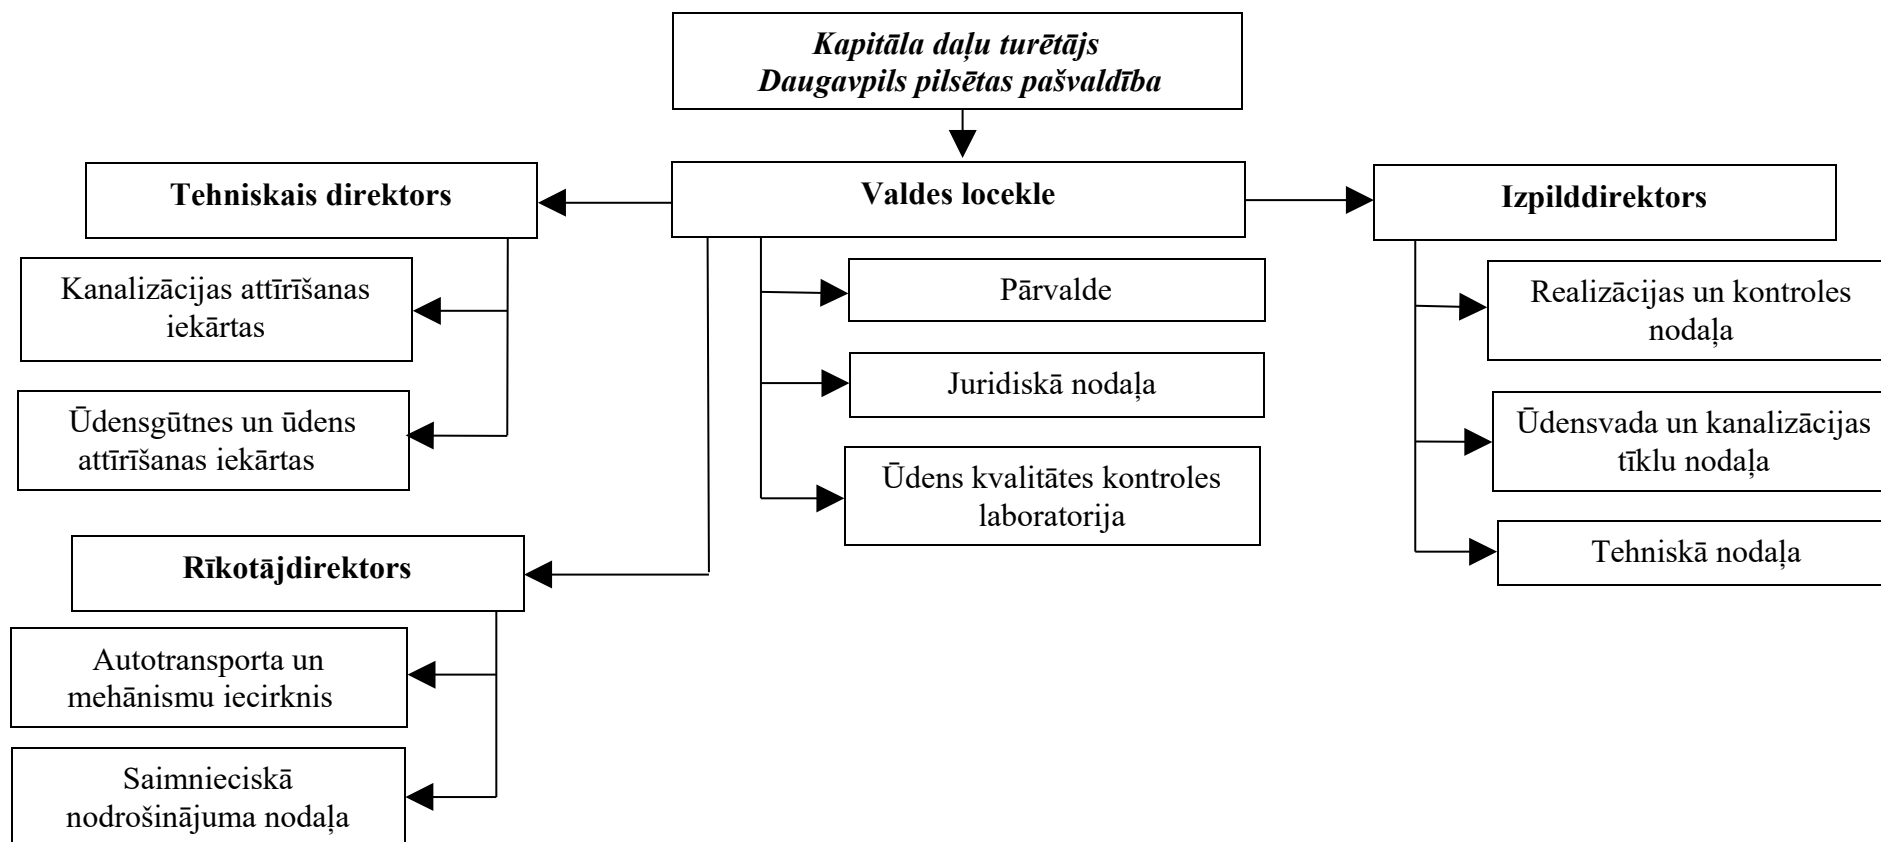 Kapitāla daļu turētājs
Daugavpils pilsētas pašvaldība
Tehniskais direktors
Valdes locekle
Izpilddirektors
Kanalizācijas attīrīšanas
iekārtas
Ūdensgūtnes un ūdens
attīrīšanas iekārtas
Pārvalde
Juridiskā nodaļa
Ūdens kvalitātes kontroles
laboratorija
Realizācijas un kontroles
nodaļa
Ūdensvada un kanalizācijas
tīklu nodaļa
Tehniskā nodaļa
Rīkotājdirektors
Autotransporta un
mehānismu iecirknis
Saimnieciskā
nodrošinājuma nodaļa